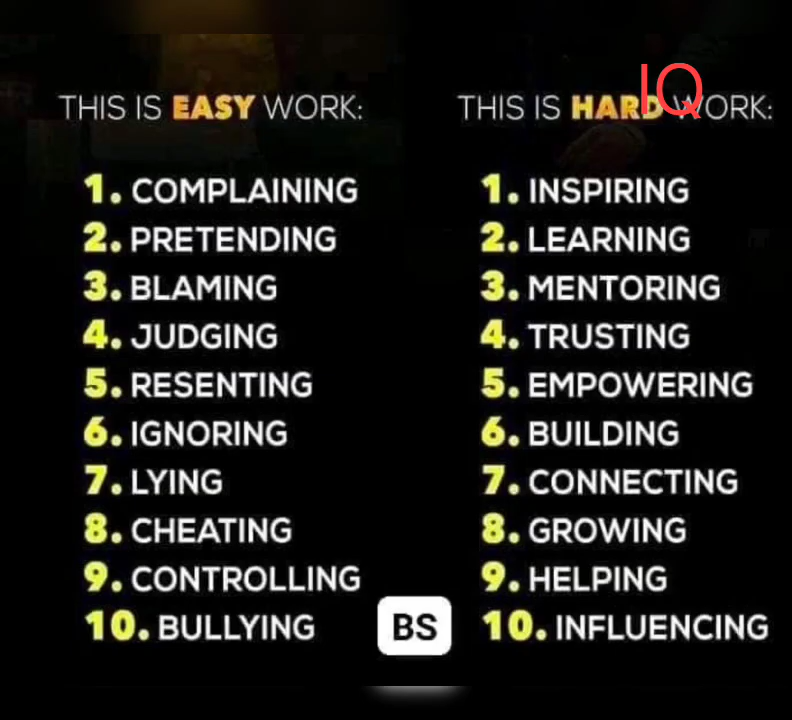 IQ
THIS IS EASY WORK:
1. COMPLAINING
2. PRETENDING
3. BLAMING
4. JUDGING
5. RESENTING
6. IGNORING
7. LYING
8. CHEATING
9. CONTROLLING
10. BULLYING
THIS IS HARD WORK:
1. INSPIRING
2. LEARNING
3. MENTORING
4. TRUSTING
5. EMPOWERING
6. BUILDING
7. CONNECTING
8. GROWING
9. HELPING
10. INFLUENCING
BS